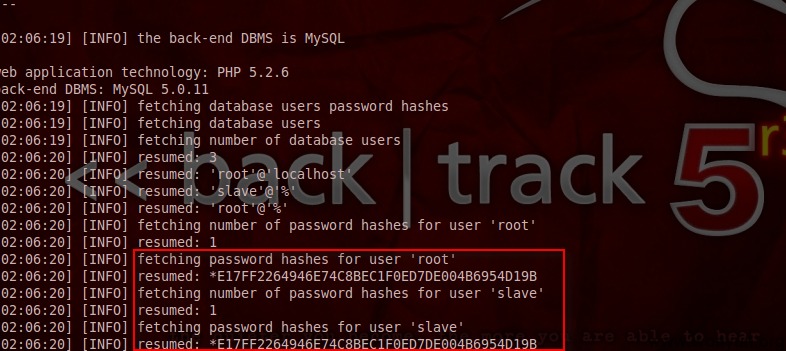 --
02:06:19] [INFO] the back-end DBMS is MySQL
web application technology: PHP 5.2.6
back-end DBMS: MySQL 5.0.11
02:06:19] [INFO] fetching database users password hashes
02:06:19] [INFO] fetching database users
02:06:19] [INFO] fetching number of database users
02:06:20] [INFO] resumed: 3
02:06:20] [INFO] resumed: 'root'@'localhost'
02:06:20] [INFO] resumed: 'slave'@'%'
02:06:20] [INFO] resumed: 'root'@'%'
02:06:20] [INFO] fetching number of password hashes for user 'root'
02:06:20] [INFO] resumed: 1
02:06:20] [INFO] fetching password hashes for user 'root'
02:06:20] [INFO] resumed: *E17FF2264946E74C8BEC1F0ED7DE004B6954D19B
02:06:20] [INFO] fetching number of password hashes for user 'slave'
02:06:20] [INFO] resumed: 1
02:06:20] [INFO] fetching password hashes for user 'slave'
02:06:20] [INFO] resumed: *E17FF2264946E74C8BEC1F0ED7DE004B6954D19B
<< back | track 5 r3
more you are able to hear